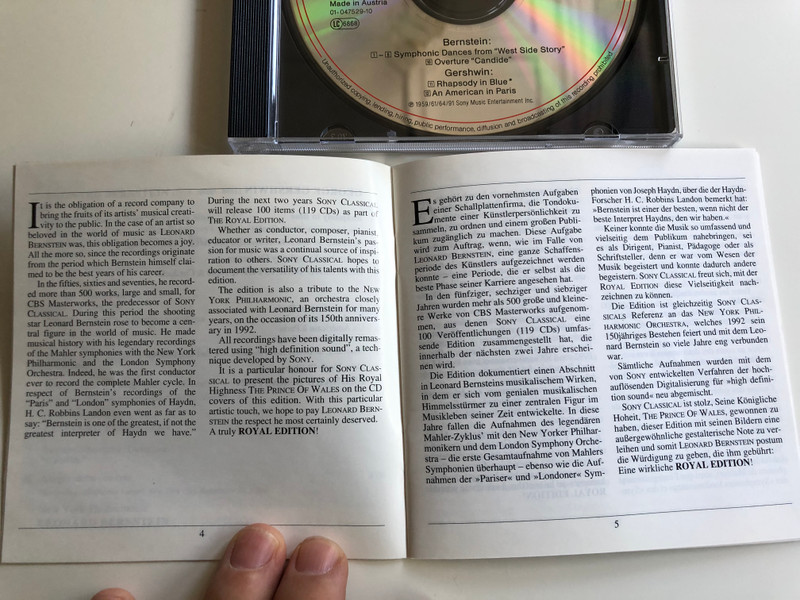 Made in Austria
01-047529-10
LC 6868
Bernstein:
1–9 Symphonic Dances from "West Side Story"
Overture "Candide"
Gershwin:
Rhapsody in Blue*
An American in Paris
℗ 1959/61/64/91 Sony Music Entertainment Inc.
Unauthorized copying, lending, hiring, public performance, diffusion and broadcasting of this recording prohibited
It is the obligation of a record company to
bring the fruits of its artists' musical creati-
vity to the public. In the case of an artist so
beloved in the world of music as LEONARD
BERNSTEIN was, this obligation becomes a joy.
All the more so, since the recordings originate
from the period which Bernstein himself clai-
med to be the best years of his career.
In the fifties, sixties and seventies, he record-
ed more than 500 works, large and small, for
CBS Masterworks, the predecessor of SONY
CLASSICAL. During this period the shooting
star Leonard Bernstein rose to become a cen-
tral figure in the world of music. He made
musical history with his legendary recordings
of the Mahler symphonies with the New York
Philharmonic and the London Symphony
Orchestra. Indeed, he was the first conductor
ever to record the complete Mahler cycle. In
respect of Bernstein's recordings of the
"Paris" and "London" symphonies of Haydn,
H. C. Robbins Landon even went as far as to
say: "Bernstein is one of the greatest, if not the
greatest interpreter of Haydn we have."
During the next two years SONY CLASSICAL
will release 100 items (119 CDs) as part of
THE ROYAL EDITION.
Whether as conductor, composer, pianist,
educator or writer, Leonard Bernstein's pas-
sion for music was a continual source of inspi-
ration to others. SONY CLASSICAL hopes to
document the versatility of his talents with this
edition.
The edition is also a tribute to the NEW
YORK PHILHARMONIC, an orchestra closely
associated with Leonard Bernstein for many
years, on the occasion of its 150th annivers-
ary in 1992.
All recordings have been digitally remas-
tered using "high definition sound", a tech-
nique developed by SONY.
It is a particular honour for SONY CLAS-
SICAL to present the pictures of His Royal
Highness THE PRINCE OF WALES on the CD
covers of this edition. With this particular
artistic touch, we hope to pay LEONARD BERN-
STEIN the respect he most certainly deserved.
A truly ROYAL EDITION!
4
Es gehört zu den vornehmsten Aufgaben
einer Schallplattenfirma, die Tondoku-
mente einer Künstlerpersönlichkeit zu
sammeln, zu ordnen und einem großen Publi-
kum zugänglich zu machen. Diese Aufgabe
wird zum Auftrag, wenn, wie im Falle von
LEONARD BERNSTEIN, eine ganze Schaffens-
periode des Künstlers aufgezeichnet werden
konnte – eine Periode, die er selbst als die
beste Phase seiner Karriere angesehen hat.
In den fünfziger, sechziger und siebziger
Jahren wurden mehr als 500 große und kleine-
re Werke von CBS Masterworks aufgenom-
men, aus denen SONY CLASSICAL eine
100 Veröffentlichungen (119 CDs) umfas-
sende Edition zusammengestellt hat, die
innerhalb der nächsten zwei Jahre erschei-
nen wird.
Die Edition dokumentiert einen Abschnitt
in Leonard Bernsteins musikalischem Wirken,
in dem er sich vom genialen musikalischen
Himmelsstürmer zu einer zentralen Figur im
Musikleben seiner Zeit entwickelte. In diese
Jahre fallen die Aufnahmen des legendären
Mahler-Zyklus' mit den New Yorker Philhar-
monikern und dem London Symphony Orche-
stra – die erste Gesamtaufnahme von Mahlers
Symphonien überhaupt – ebenso wie die Auf-
nahmen der »Pariser« und »Londoner« Sym-
phonien von Joseph Haydn, über die der Haydn-
Forscher H. C. Robbins Landon bemerkt hat:
»Bernstein ist einer der besten, wenn nicht der
beste Interpret Haydns, den wir haben.«
Keiner konnte die Musik so umfassend und
vielseitig dem Publikum nahebringen, sei
es als Dirigent, Pianist, Pädagoge oder als
Schriftsteller, denn er war vom Wesen der
Musik begeistert und konnte dadurch andere
begeistern. SONY CLASSICAL freut sich, mit der
ROYAL EDITION diese Vielseitigkeit nach-
zeichnen zu können.
Die Edition ist gleichzeitig SONY CLAS-
SICALS Referenz an das NEW YORK PHIL-
HARMONIC ORCHESTRA, welches 1992 sein
150jähriges Bestehen feiert und mit dem Leo-
nard Bernstein so viele Jahre eng verbunden
war.
Sämtliche Aufnahmen wurden mit dem
von SONY entwickelten Verfahren der hoch-
auflösenden Digitalisierung für »high defini-
tion sound« neu abgemischt.
SONY CLASSICAL ist stolz, Seine Königliche
Hoheit, THE PRINCE OF WALES, gewonnen zu
haben, dieser Edition mit seinen Bildern eine
außergewöhnliche gestalterische Note zu ver-
leihen und somit LEONARD BERNSTEIN postum
die Würdigung zu geben, die ihm gebührt:
Eine wirkliche ROYAL EDITION!
5